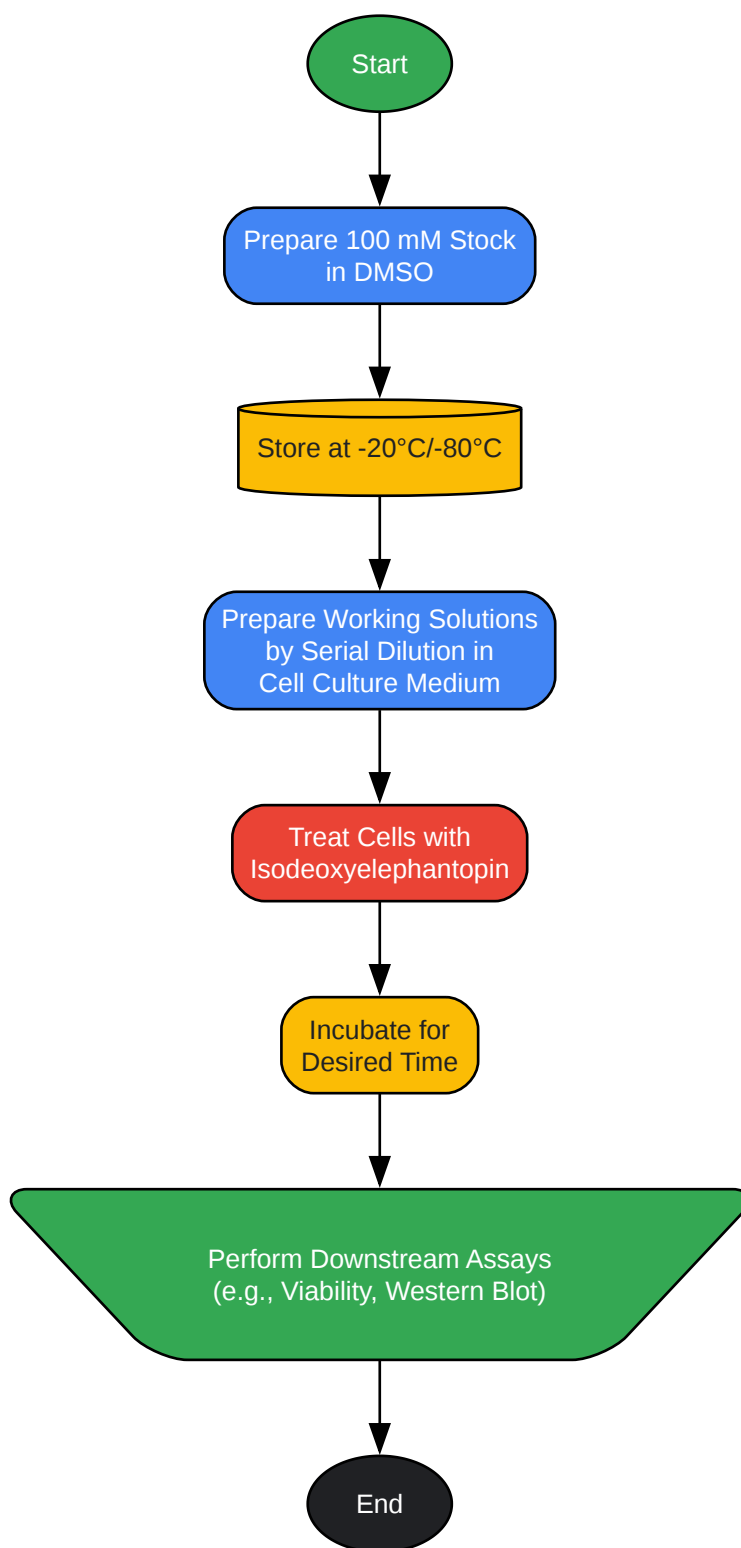 Start
Prepare 100 mM Stock
in DMSO
Store at -20°C/-80°C
Prepare Working Solutions
by Serial Dilution in
Cell Culture Medium
Treat Cells with
Isodeoxyelephantopin
Incubate for
Desired Time
Perform Downstream Assays
(e.g., Viability, Western Blot)
End